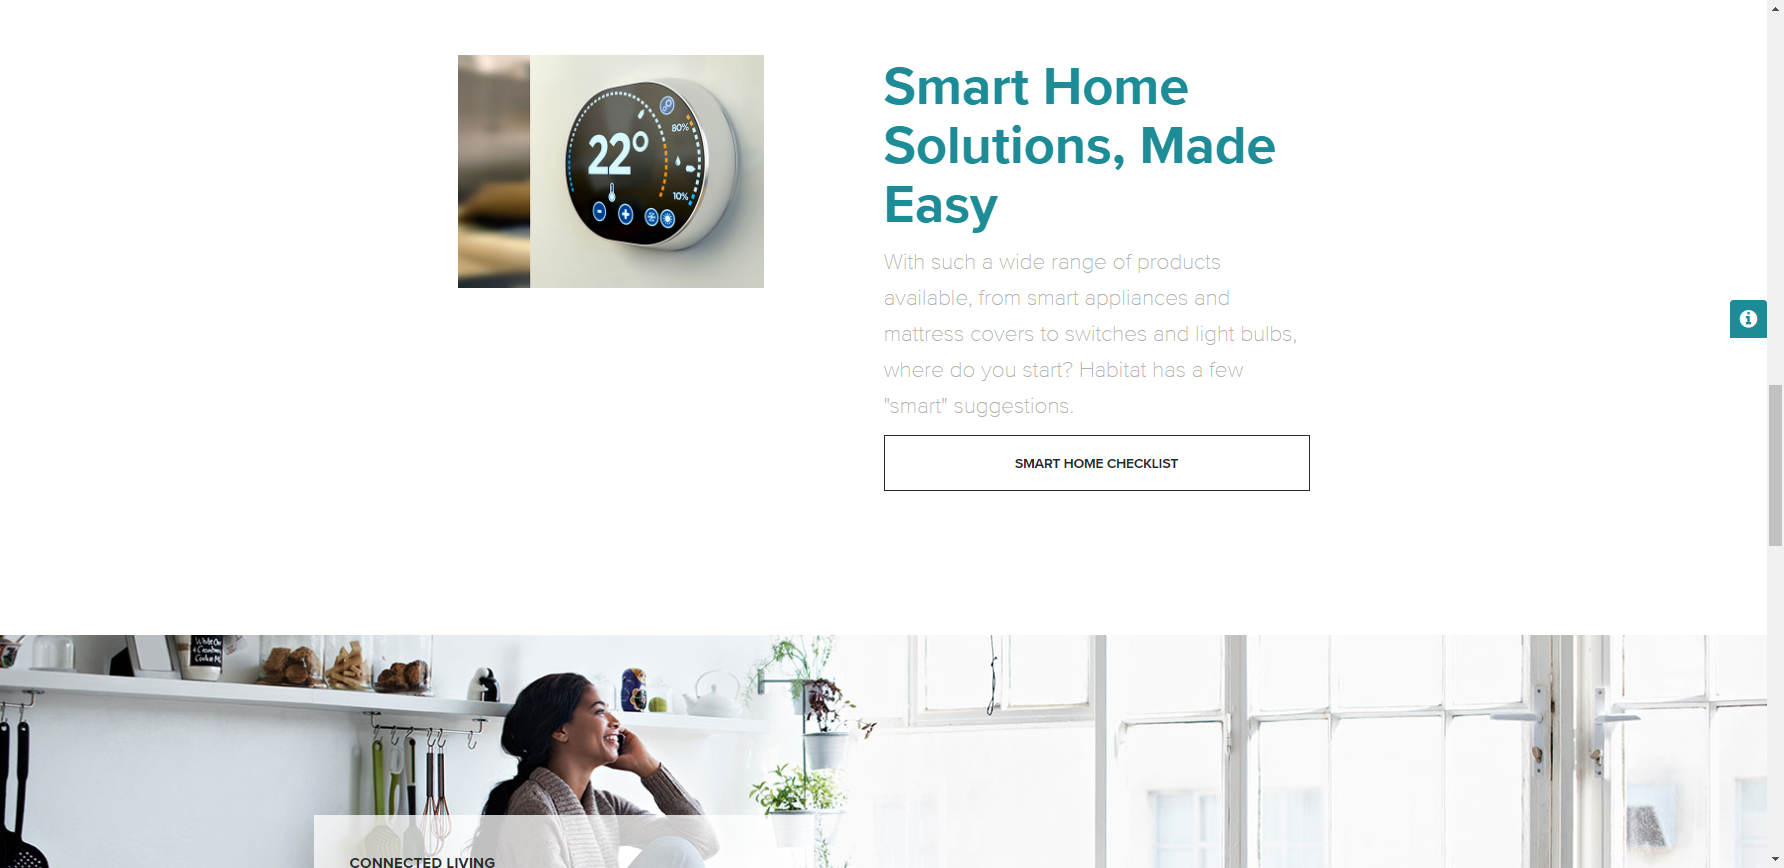 22°
80%
10%
Smart Home
Solutions, Made
Easy
With such a wide range of products
available, from smart appliances and
mattress covers to switches and light bulbs,
where do you start? Habitat has a few
"smart" suggestions.
SMART HOME CHECKLIST
CONNECTED LIVING